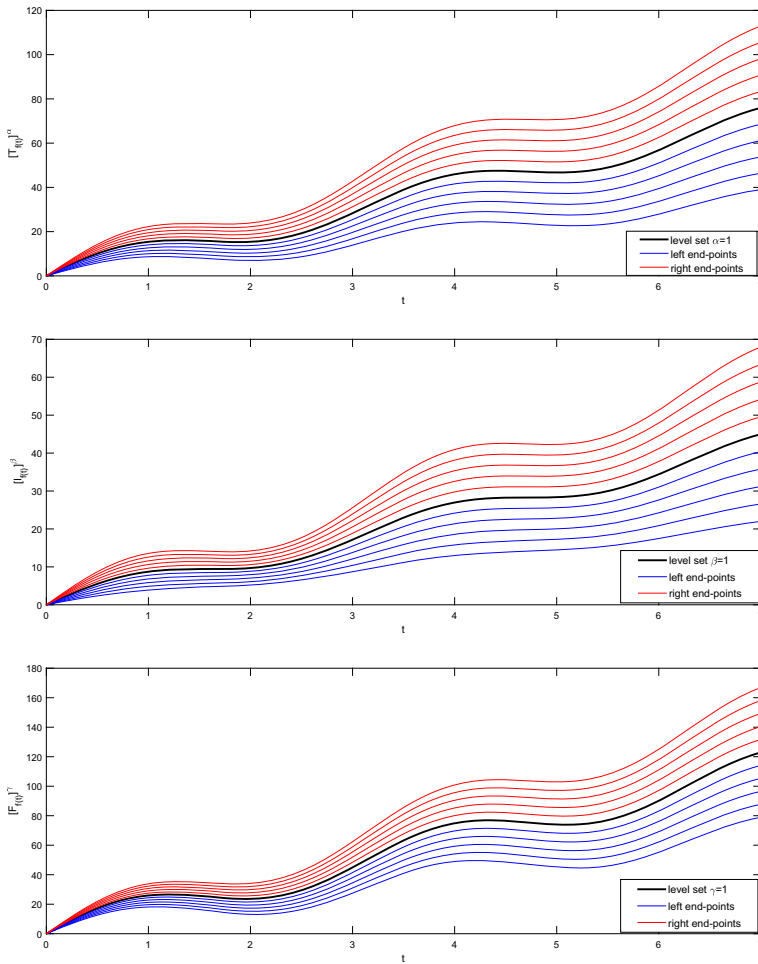 120
100
80
60
40
20
0
[T f(t)]α
0 1 2 3 4 5 6
t
level set α=1
left end-points
right end-points
70
60
50
40
30
20
10
0
[I f(t)]β
0 1 2 3 4 5 6
t
level set β=1
left end-points
right end-points
180
160
140
120
100
80
60
40
20
0
[F f(t)]γ
0 1 2 3 4 5 6
t
level set γ=1
left end-points
right end-points